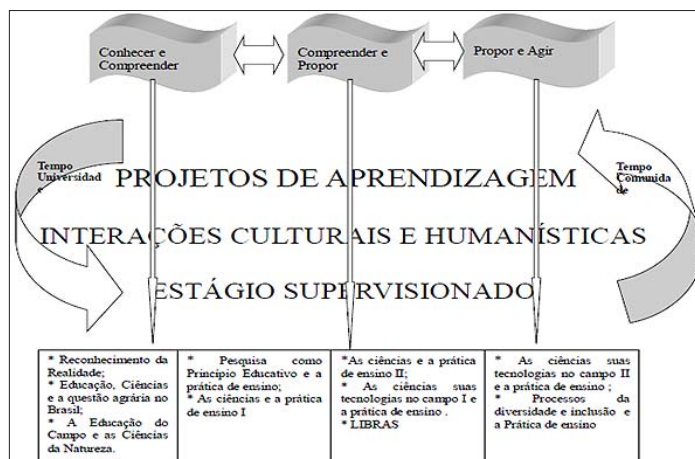 Conhecer e
Compreender
Compreender e
Propor
Propor e Agir
Tempo
Universidad
e
Tempo
Comunida
de
PROJETOS DE APRENDIZAGEM
INTERAÇÕES CULTURAIS E HUMANÍSTICAS
ESTÁGIO SUPERVISIONADO
* Reconhecimento da
Realidade;
* Educação, Ciências
e a questão agrária no
Brasil;
* A Educação do
Campo e as Ciências
da Natureza.
* Pesquisa como
Princípio Educativo e a
prática de ensino;
* As ciências e a prática
de ensino I
*As ciências e a prática
de ensino II;
* As ciências suas
tecnologias no campo I e
a prática de ensino .
* LIBRAS
* As ciências suas
tecnologias no campo II
e a prática de ensino ;
* Processos da
diversidade e inclusão e
a Prática de ensino